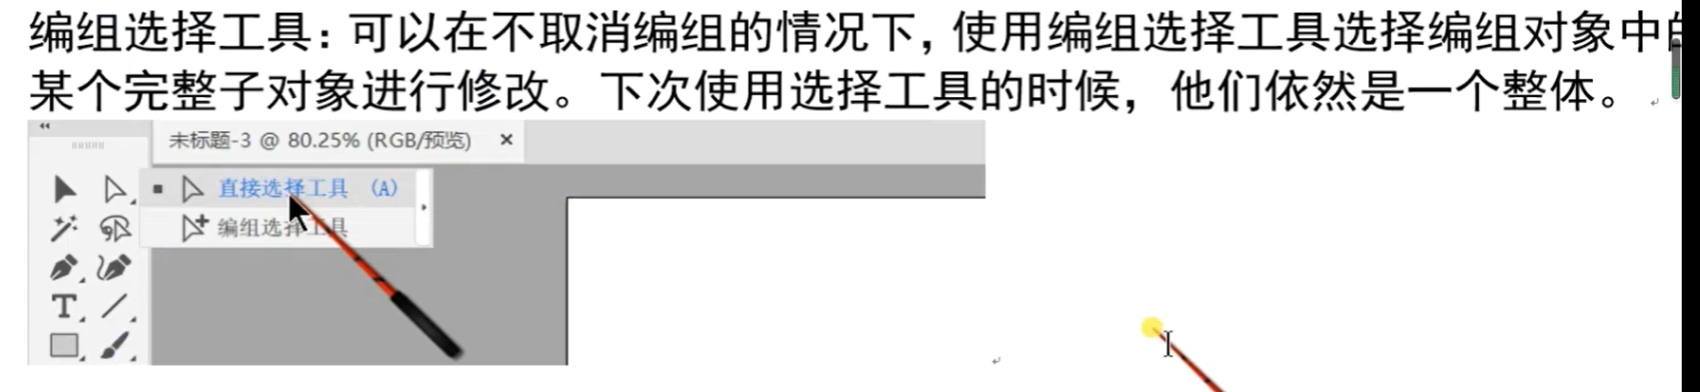 编组选择工具：可以在不取消编组的情况下，使用编组选择工具选择编组对象中的
某个完整子对象进行修改。下次使用选择工具的时候，他们依然是一个整体。
未标题-3 @ 80.25% (RGB/预览) ×
直接选择工具 (A)
编组选择工具